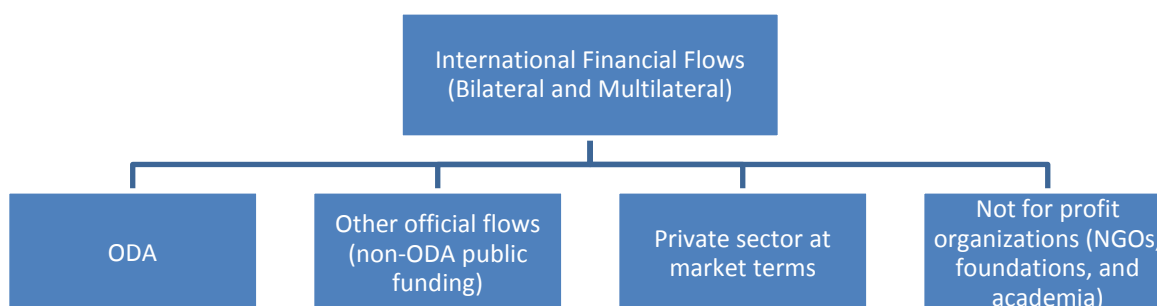 International Financial Flows
(Bilateral and Multilateral)
ODA
Other official flows
(non-ODA public
funding)
Private sector at
market terms
Not for profit
organizations (NGOs,
foundations, and
academia)